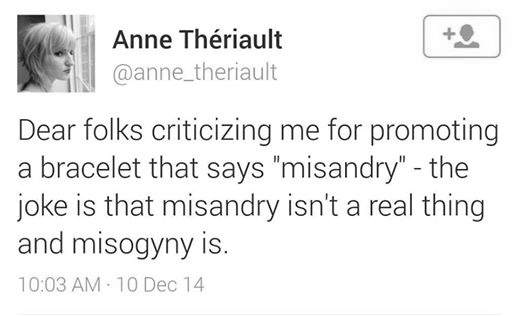 Anne Thériault
@anne_theriault
Dear folks criticizing me for promoting
a bracelet that says "misandry" - the
joke is that misandry isn't a real thing
and misogyny is.
10:03 AM · 10 Dec 14